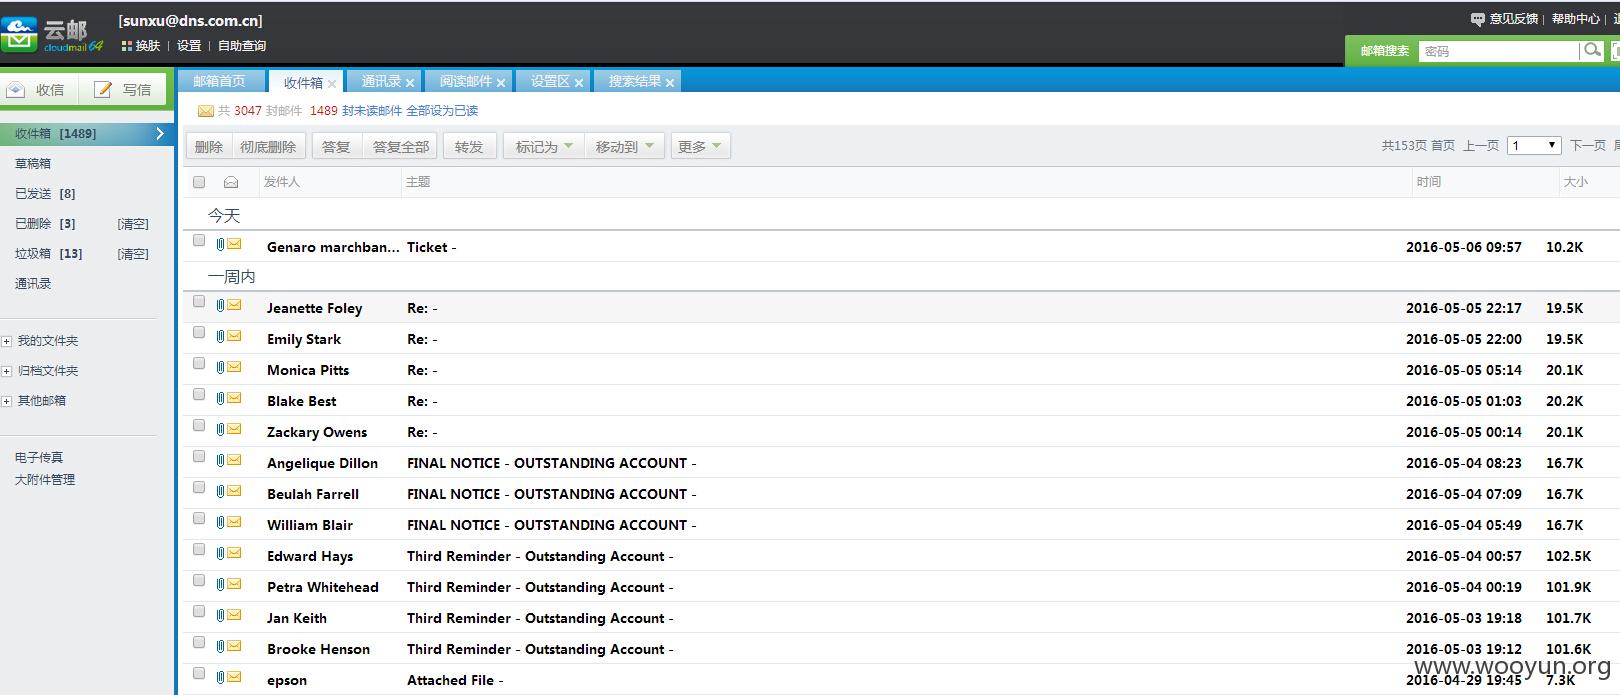 云邮
cloudmail 64
[sunxu@dns.com.cn]
换肤 | 设置 | 自助查询
意见反馈 | 帮助中心 |
邮箱搜索 密码
收信 写信
邮箱首页 收件箱 通讯录 阅读邮件 设置区 搜索结果
共 3047 封邮件 1489 封未读邮件 全部设为已读
收件箱 [1489]
草稿箱
已发送 [8]
已删除 [3] [清空]
垃圾箱 [13] [清空]
通讯录
我的文件夹
归档文件夹
其他邮箱
电子传真
大附件管理
删除 彻底删除 答复 答复全部 转发 标记为 移动到 更多
共153页 首页 上一页 1 下一页
发件人 主题 时间 大小
今天
Genaro marchban... Ticket - 2016-05-06 09:57 10.2K
一周内
Jeanette Foley Re: - 2016-05-05 22:17 19.5K
Emily Stark Re: - 2016-05-05 22:00 19.5K
Monica Pitts Re: - 2016-05-05 05:14 20.1K
Blake Best Re: - 2016-05-05 01:03 20.2K
Zackary Owens Re: - 2016-05-05 00:14 20.1K
Angelique Dillon FINAL NOTICE - OUTSTANDING ACCOUNT - 2016-05-04 08:23 16.7K
Beulah Farrell FINAL NOTICE - OUTSTANDING ACCOUNT - 2016-05-04 07:09 16.7K
William Blair FINAL NOTICE - OUTSTANDING ACCOUNT - 2016-05-04 05:49 16.7K
Edward Hays Third Reminder - Outstanding Account - 2016-05-04 00:57 102.5K
Petra Whitehead Third Reminder - Outstanding Account - 2016-05-04 00:19 101.9K
Jan Keith Third Reminder - Outstanding Account - 2016-05-03 19:18 101.7K
Brooke Henson Third Reminder - Outstanding Account - 2016-05-03 19:12 101.6K
epson Attached File - 2016-04-29 19:45 7.3K
www.wooyun.org